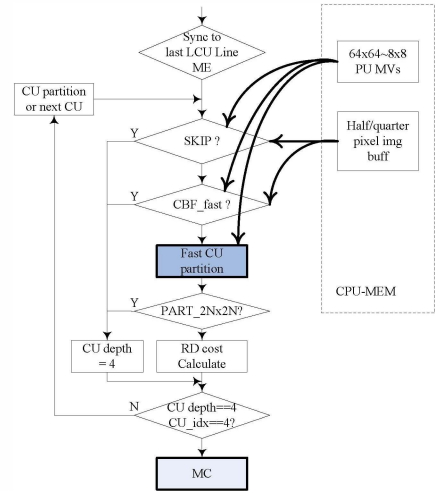 Sync to
last LCU Line
ME
64x64~8x8
PU MVs
CU partition
or next CU
Y
SKIP ?
Half/quarter
pixel img
buff
Y
CBF_fast ?
Fast CU
partition
Y
PART_2Nx2N?
CPU-MEM
CU depth
= 4
RD cost
Calculate
N
CU depth==4
CU_idx==4?
MC